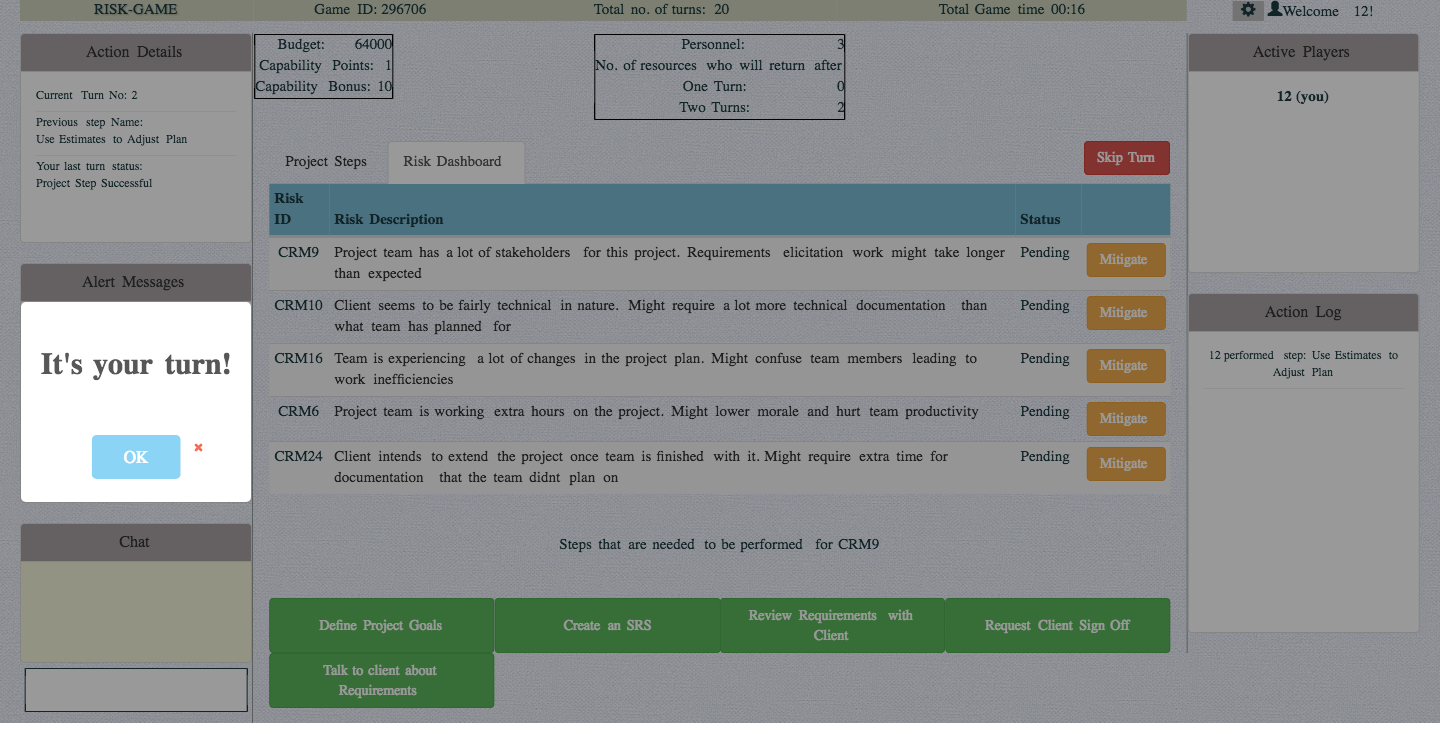 RISK-GAME
Game ID: 296706
Total no. of turns: 20
Total Game time 00:16
Welcome 12!
Action Details
Current Turn No: 2
Previous step Name:
Use Estimates to Adjust Plan
Your last turn status:
Project Step Successful
Alert Messages
It's your turn!
OK
Chat
Budget: 64000
Capability Points: 1
Capability Bonus: 10
Personnel: 3
No. of resources who will return after
One Turn: 0
Two Turns: 2
Project Steps
Risk Dashboard
Skip Turn
Risk
ID
Risk Description
Status
CRM9 Project team has a lot of stakeholders for this project. Requirements elicitation work might take longer Pending Mitigate
than expected
CRM10 Client seems to be fairly technical in nature. Might require a lot more technical documentation than Pending Mitigate
what team has planned for
CRM16 Team is experiencing a lot of changes in the project plan. Might confuse team members leading to Pending Mitigate
work inefficiencies
CRM6 Project team is working extra hours on the project. Might lower morale and hurt team productivity Pending Mitigate
CRM24 Client intends to extend the project once team is finished with it. Might require extra time for Pending Mitigate
documentation that the team didnt plan on
Steps that are needed to be performed for CRM9
Define Project Goals
Create an SRS
Review Requirements with
Client
Request Client Sign Off
Talk to client about
Requirements
Active Players
12 (you)
Action Log
12 performed step: Use Estimates to
Adjust Plan